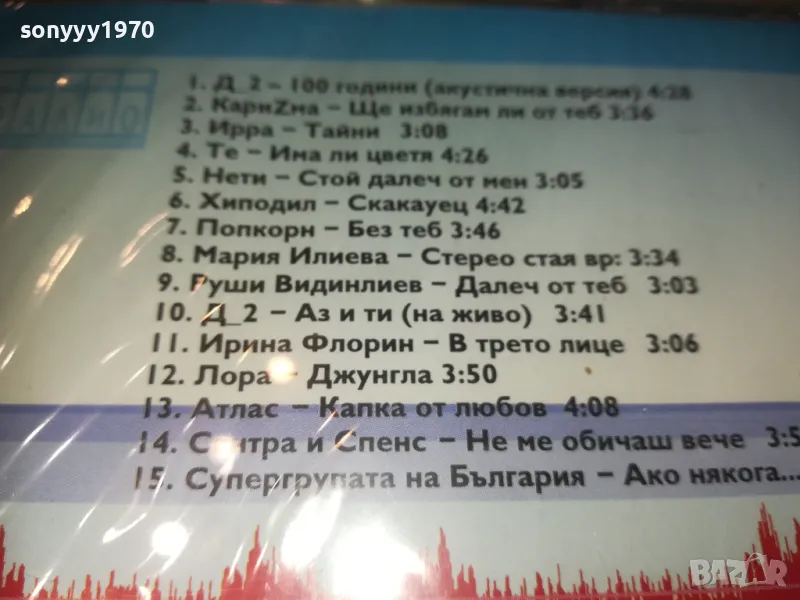 sonyyy1970
1. Д_2 – 100 години (акустична версия) 4:28
2. КариZма – Ще избягам ли от теб 3:36
3. Ирра – Тайни 3:08
4. Те – Има ли цветя 4:26
5. Нети – Стой далеч от мен 3:05
6. Хиподил – Скакауец 4:42
7. Попкорн – Без теб 3:46
8. Мария Илиева – Стерео стая вр: 3:34
9. Руши Видинлиев – Далеч от теб 3:03
10. Д_2 – Аз и ти (на живо) 3:41
11. Ирина Флорин – В трето лице 3:06
12. Лора – Джунгла 3:50
13. Атлас – Капка от любов 4:08
14. Сантра и Спенс – Не ме обичаш вече 3:5
15. Супергрупата на България – Ако някога...
BAZAR